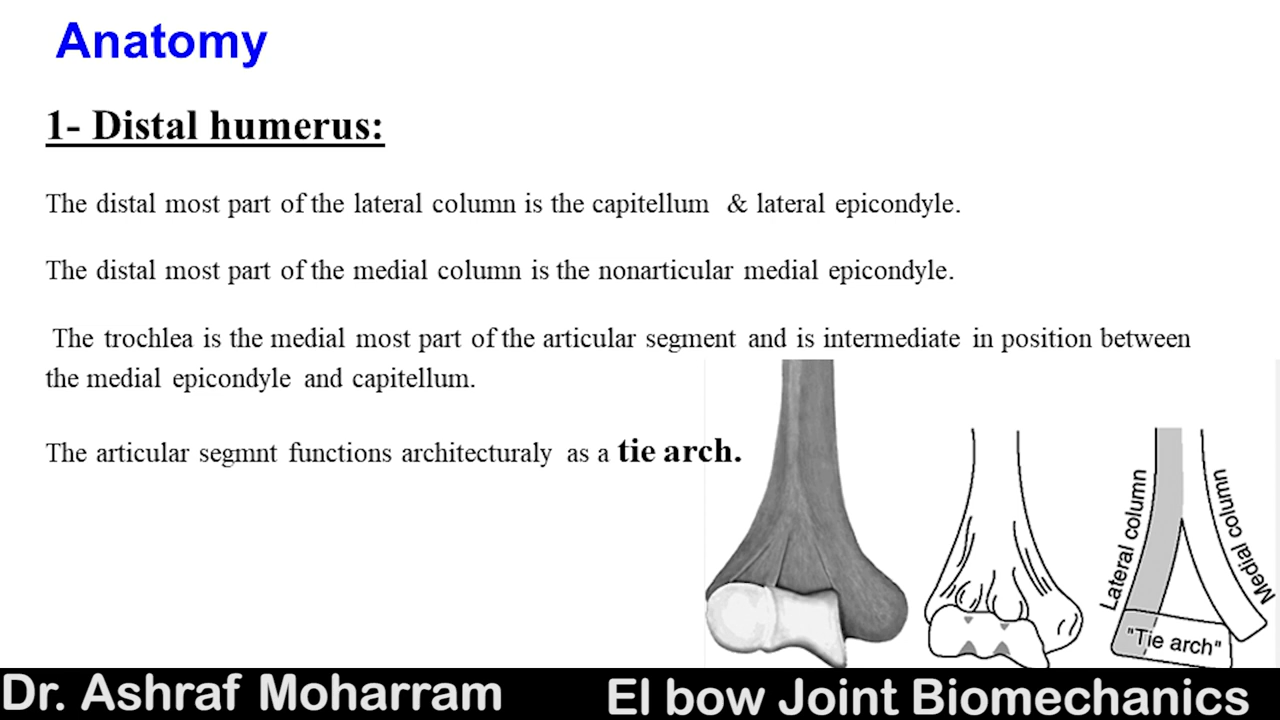 Anatomy
1- Distal humerus:
The distal most part of the lateral column is the capitellum & lateral epicondyle.
The distal most part of the medial column is the nonarticular medial epicondyle.
The trochlea is the medial most part of the articular segment and is intermediate in position between
the medial epicondyle and capitellum.
The articular segmnt functions architecturaly as a tie arch.
Lateral column
Medial column
"Tie arch"
Dr. Ashraf Moharram
El bow Joint Biomechanics